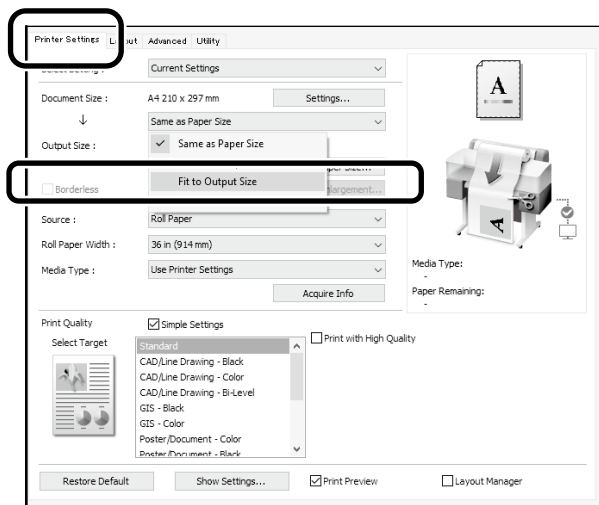 Printer Settings
Advanced
Utility
Current Settings
Document Size :
A4 210 x 297 mm
Settings...
↓
Same as Paper Size
Output Size :
✓ Same as Paper Size
Fit to Output Size
Borderless
Source :
Roll Paper
Roll Paper Width :
36 in (914 mm)
Media Type :
Use Printer Settings
Acquire Info
A
A
Media Type:
-
Paper Remaining:
-
Print Quality
Simple Settings
Select Target
Standard
CAD/Line Drawing - Black
CAD/Line Drawing - Color
CAD/Line Drawing - Bi-Level
GIS - Black
GIS - Color
Poster/Document - Color
Poster/Document - Black
Print with High Quality
Restore Default
Show Settings...
Print Preview
Layout Manager